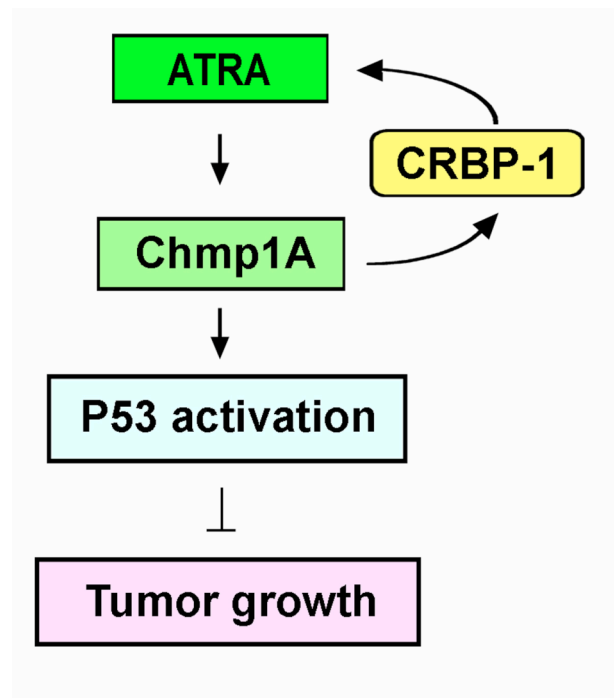 ATRA
CRBP-1
Chmp1A
P53 activation
Tumor growth